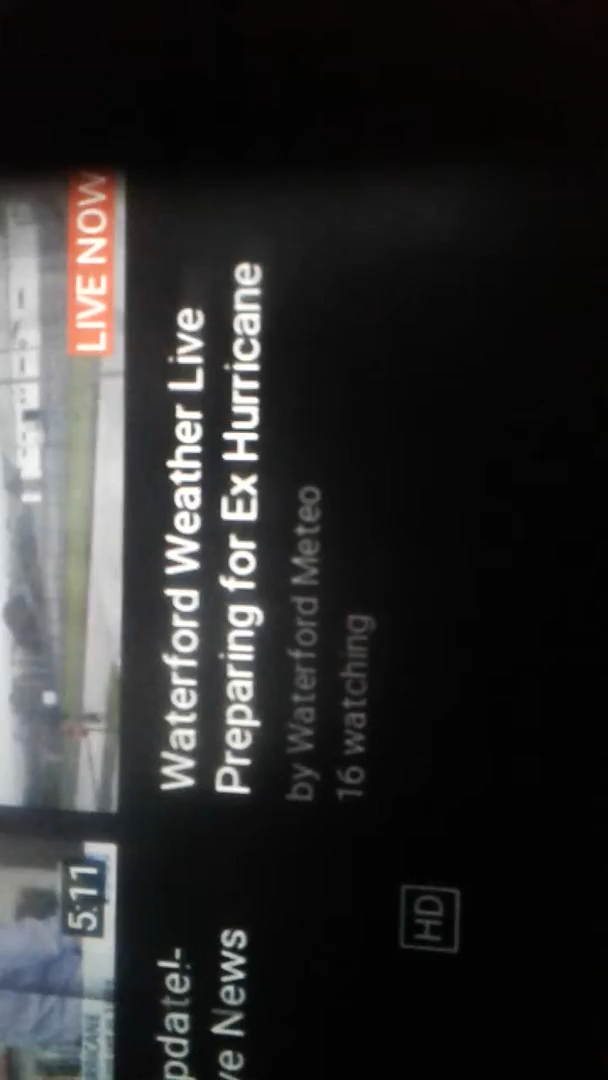 5:11
pdate!-
ve News
HD
LIVE NOW
Waterford Weather Live
Preparing for Ex Hurricane
by Waterford Meteo
16 watching